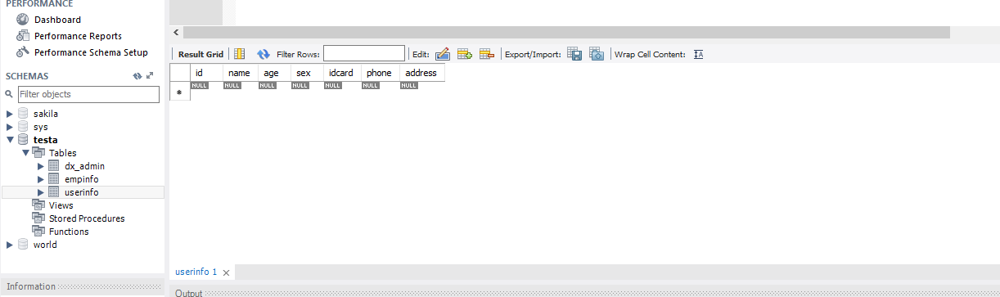 PERFORMANCE
Dashboard
Performance Reports
Performance Schema Setup
SCHEMAS
Filter objects
sakila
sys
testa
Tables
dx_admin
empinfo
userinfo
Views
Stored Procedures
Functions
world
Information
Result Grid Filter Rows: Edit: Export/Import: Wrap Cell Content:
id name age sex idcard phone address
NULL NULL NULL NULL NULL NULL NULL
userinfo 1
Output